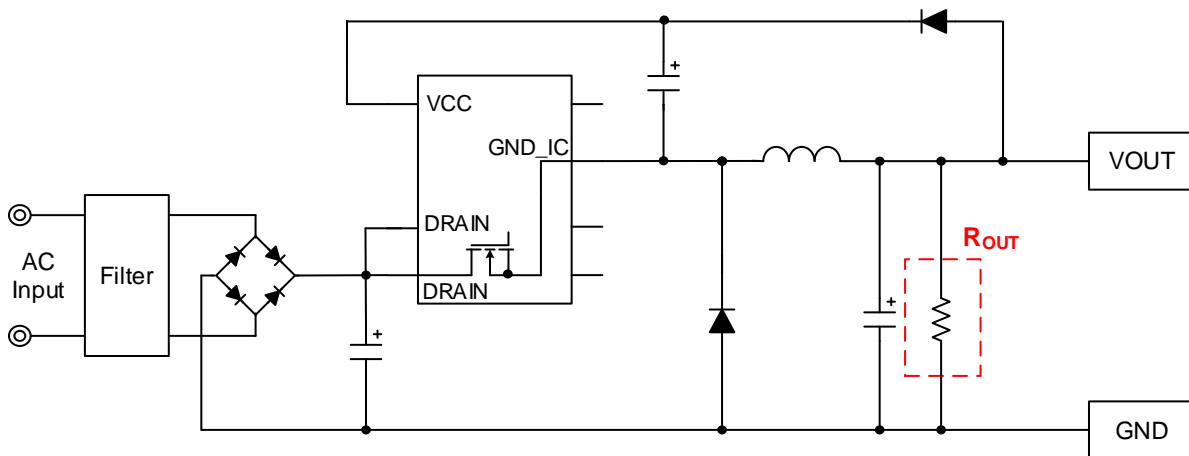 VCC
GND_IC
VOUT
DRAIN
ROUT
AC
Input
Filter
DRAIN
GND